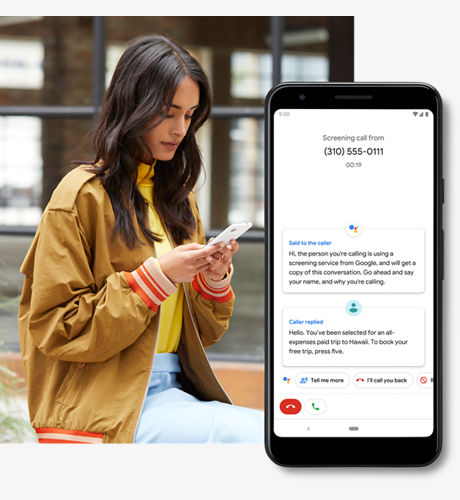 9:00
Screening call from
(310) 555-0111
00:19
Said to the caller
Hi, the person you're calling is using a
screening service from Google, and will get a
copy of this conversation. Go ahead and say
your name, and why you're calling.
Caller replied
Hello. You've been selected for an all-
expenses paid trip to Hawaii. To book your
free trip, press five.
Tell me more
I'll call you back
R